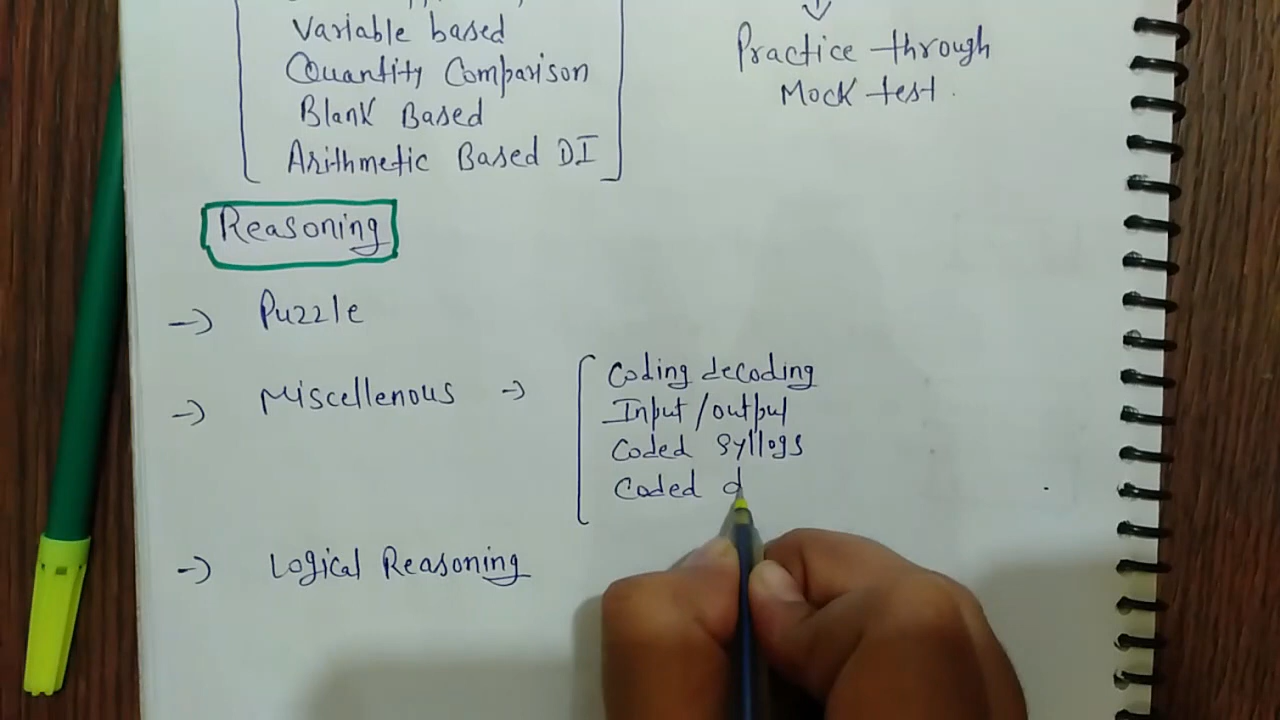 Variable based
Quantity Comparison
Blank Based
Arithmetic Based DI
Practice through
Mock test.
Reasoning
→ Puzzle
→ Miscellenous →
Coding decoding
Input/output
Coded syllogs
Coded d
→ Logical Reasoning